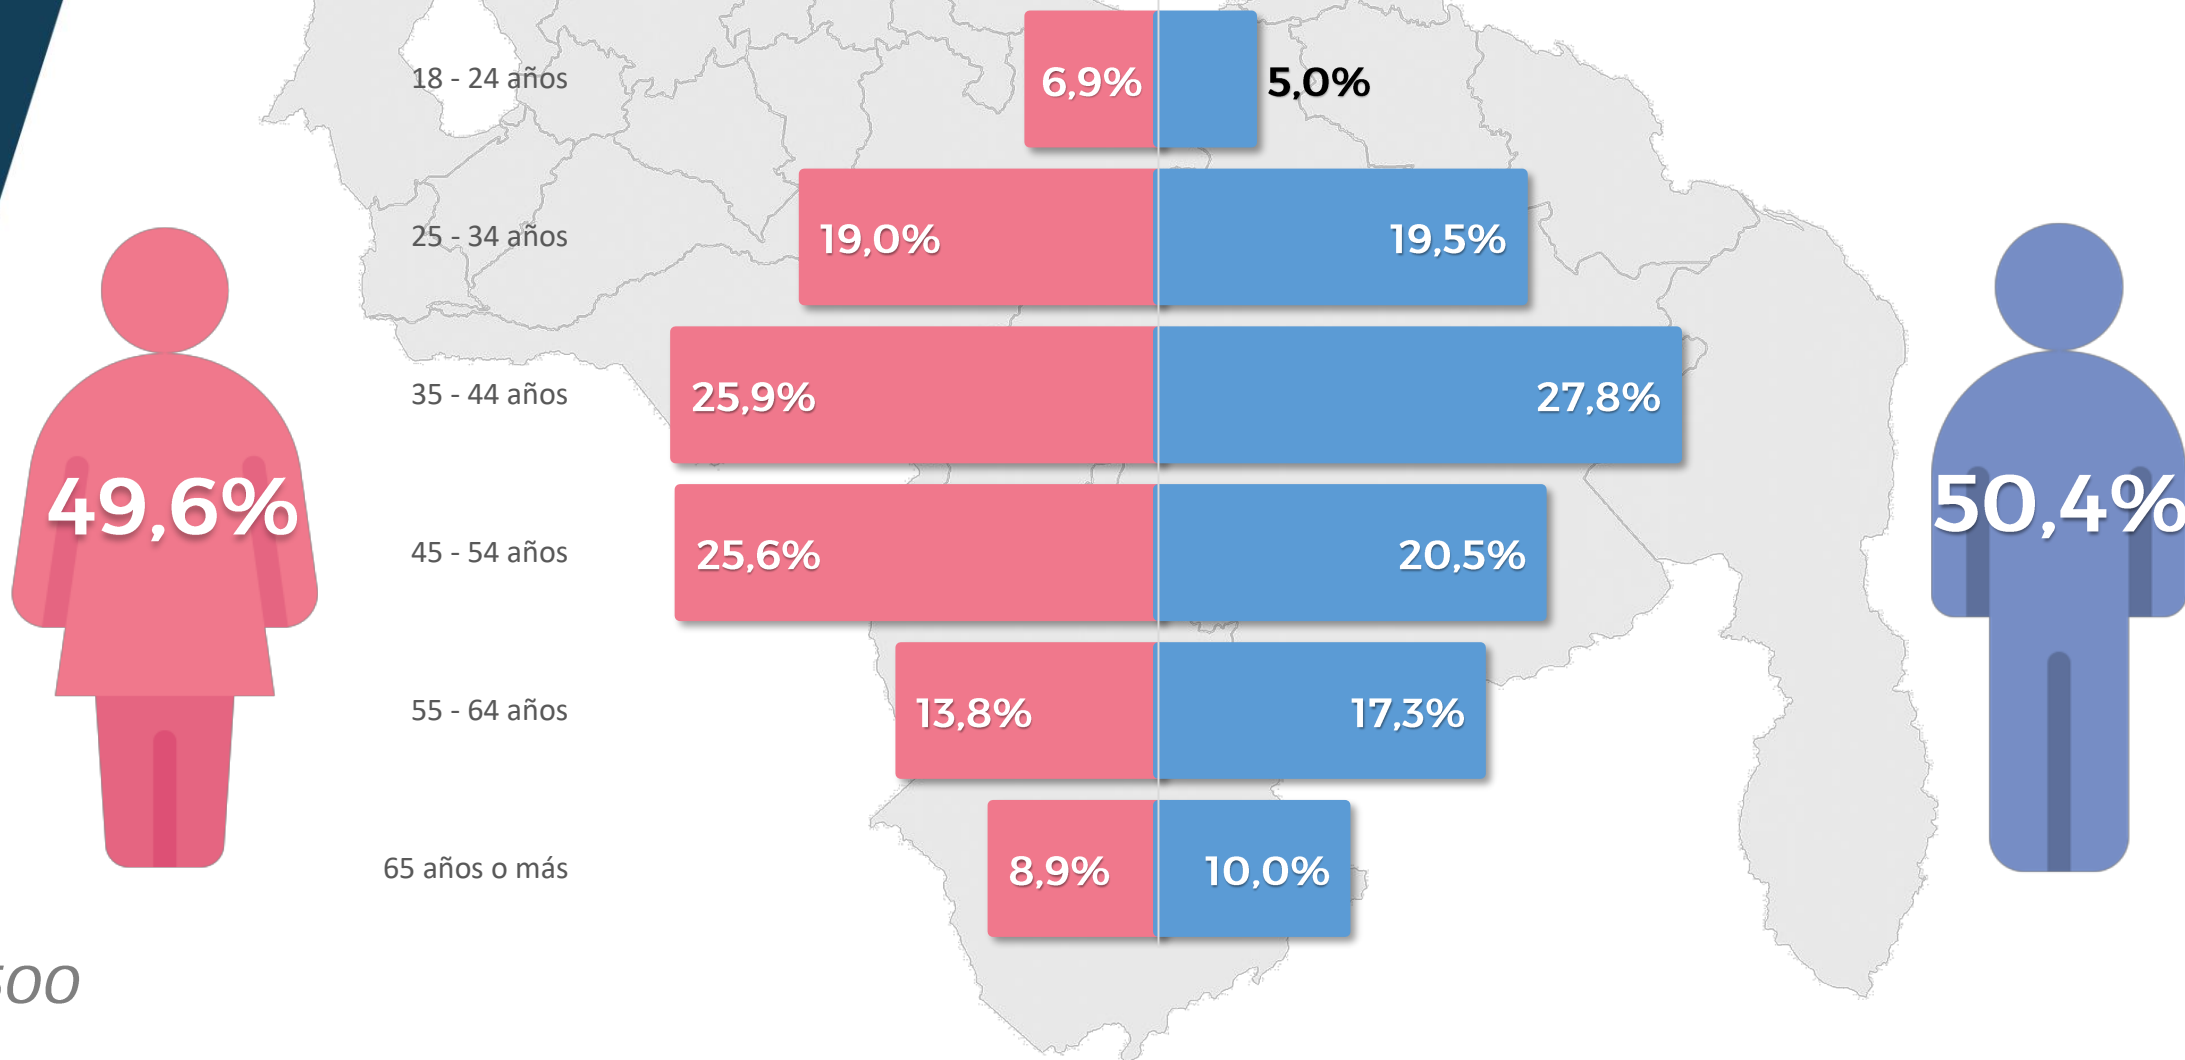 18 - 24 años 6,9% 5,0%
25 - 34 años 19,0% 19,5%
35 - 44 años 25,9% 27,8%
49,6% 50,4%
45 - 54 años 25,6% 20,5%
55 - 64 años 13,8% 17,3%
65 años o más 8,9% 10,0%
00